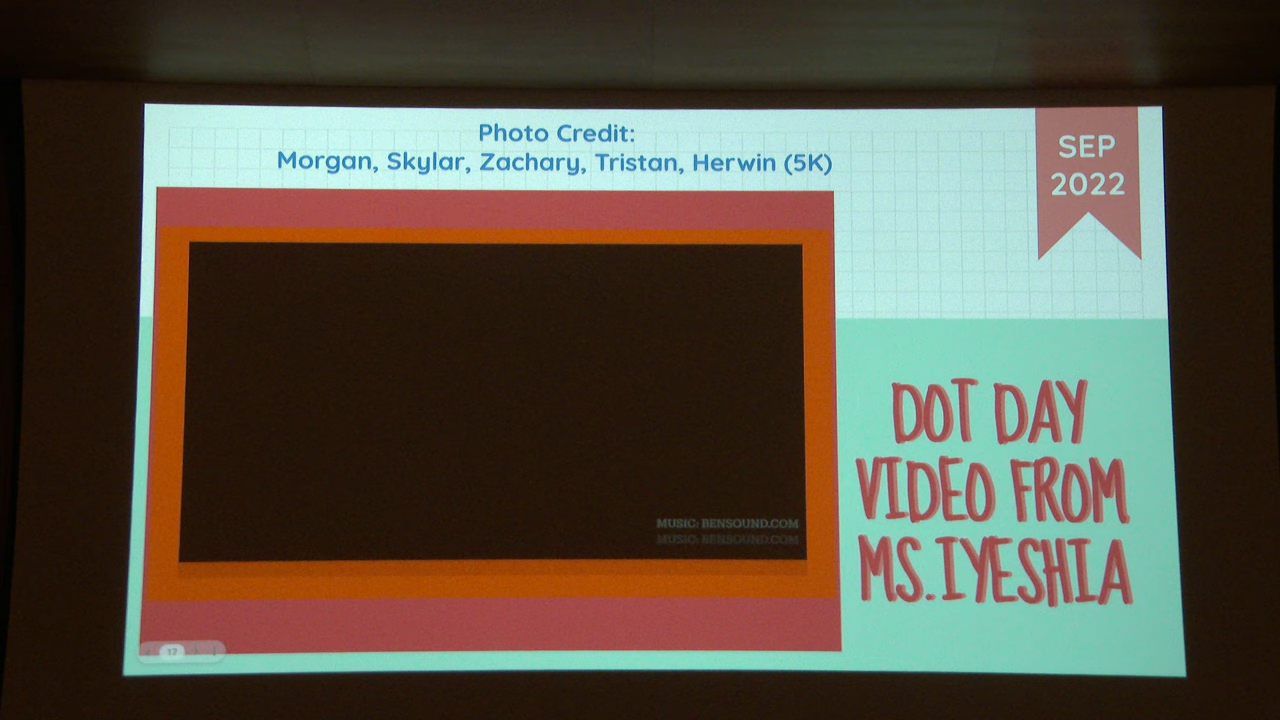 Photo Credit:
Morgan, Skylar, Zachary, Tristan, Herwin (5K)
SEP
2022
MUSIC: BENSOUND.COM
MUSIC: BENSOUND.COM
DOT DAY
VIDEO FROM
MS.IYESHIA